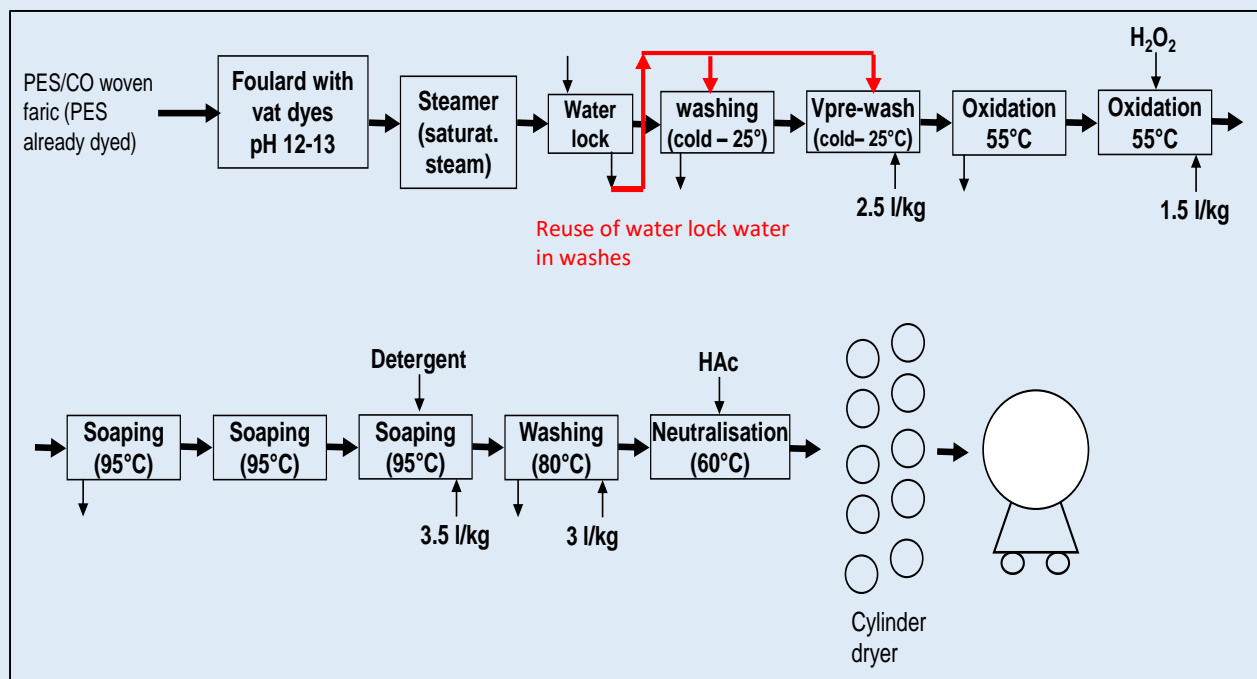 PES/CO woven
faric (PES
already dyed)
Foulard with
vat dyes
pH 12-13
Steamer
(saturat.
steam)
Water
lock
washing
(cold – 25°)
Vpre-wash
(cold– 25°C)
Oxidation
55°C
H₂O₂
Oxidation
55°C
2.5 l/kg
1.5 l/kg
Reuse of water lock water
in washes
Soaping
(95°C)
Soaping
(95°C)
Detergent
Soaping
(95°C)
Washing
(80°C)
HAc
Neutralisation
(60°C)
3.5 l/kg
3 l/kg
Cylinder
dryer